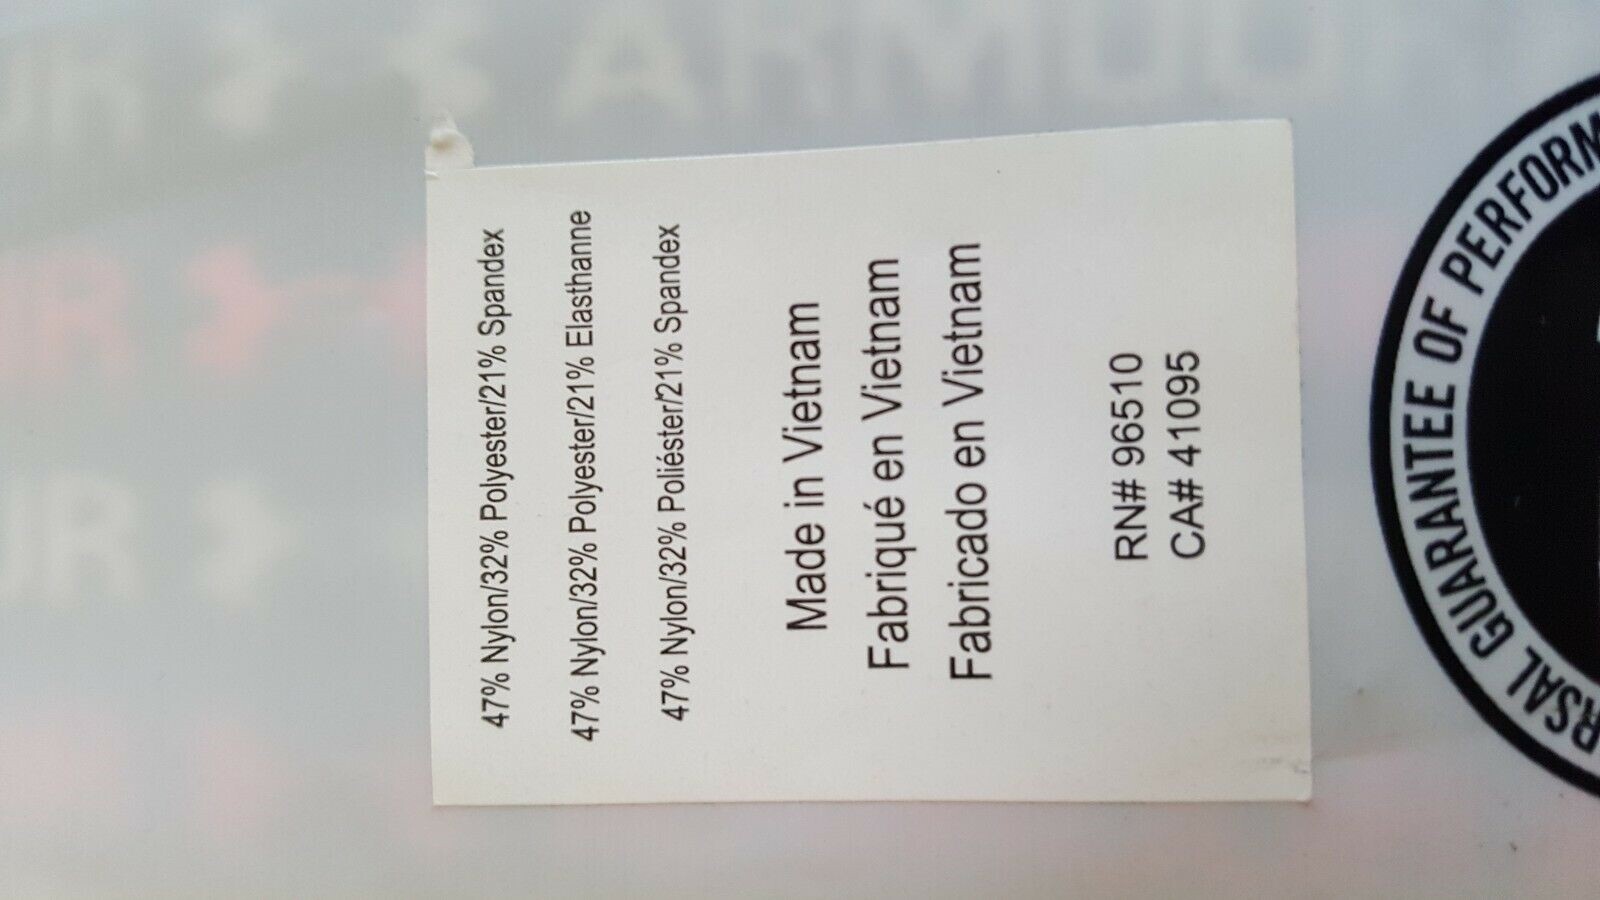 47% Nylon/32% Polyester/21% Spandex
47% Nylon/32% Polyester/21% Elasthanne
47% Nylon/32% Poliéster/21% Spandex
Made in Vietnam
Fabriqué en Vietnam
Fabricado en Vietnam
RN# 96510
CA# 41095
GUARANTEE OF